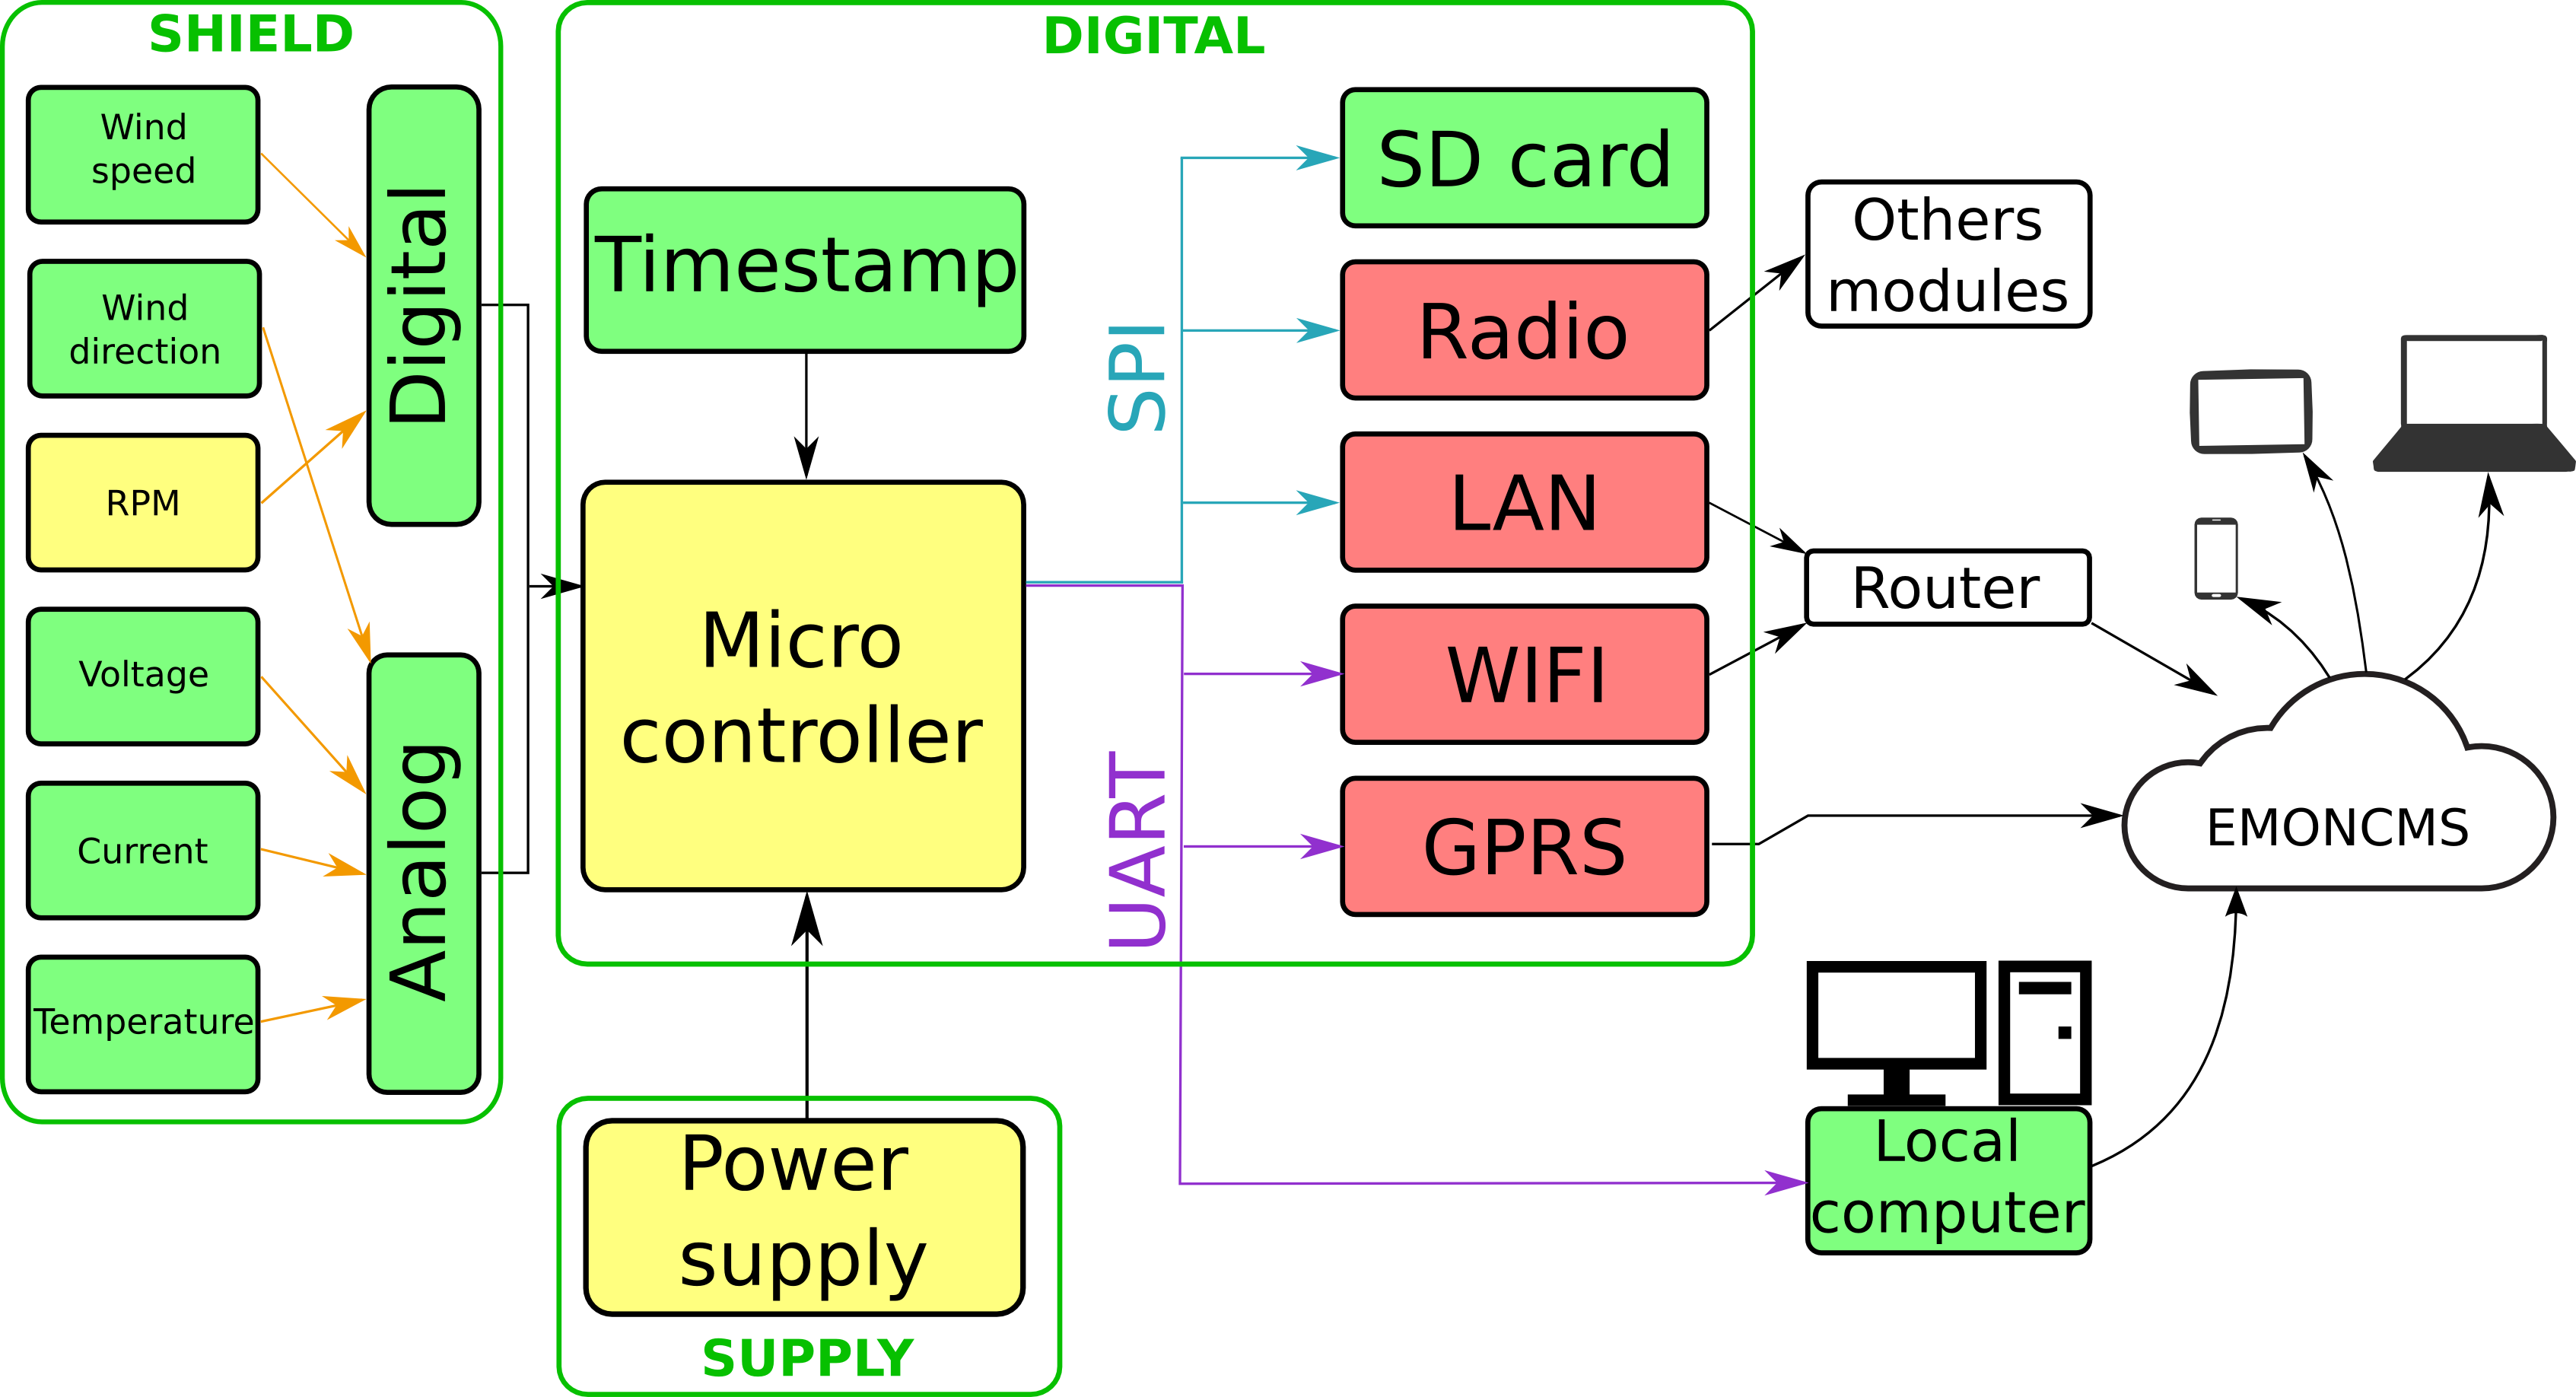 SHIELD
Wind
speed
Wind
direction
RPM
Voltage
Current
Temperature
Digital
Analog
DIGITAL
Timestamp
Micro
controller
SPI
UART
SD card
Radio
LAN
WIFI
GPRS
Power
supply
SUPPLY
Others
modules
Router
EMONCMS
Local
computer